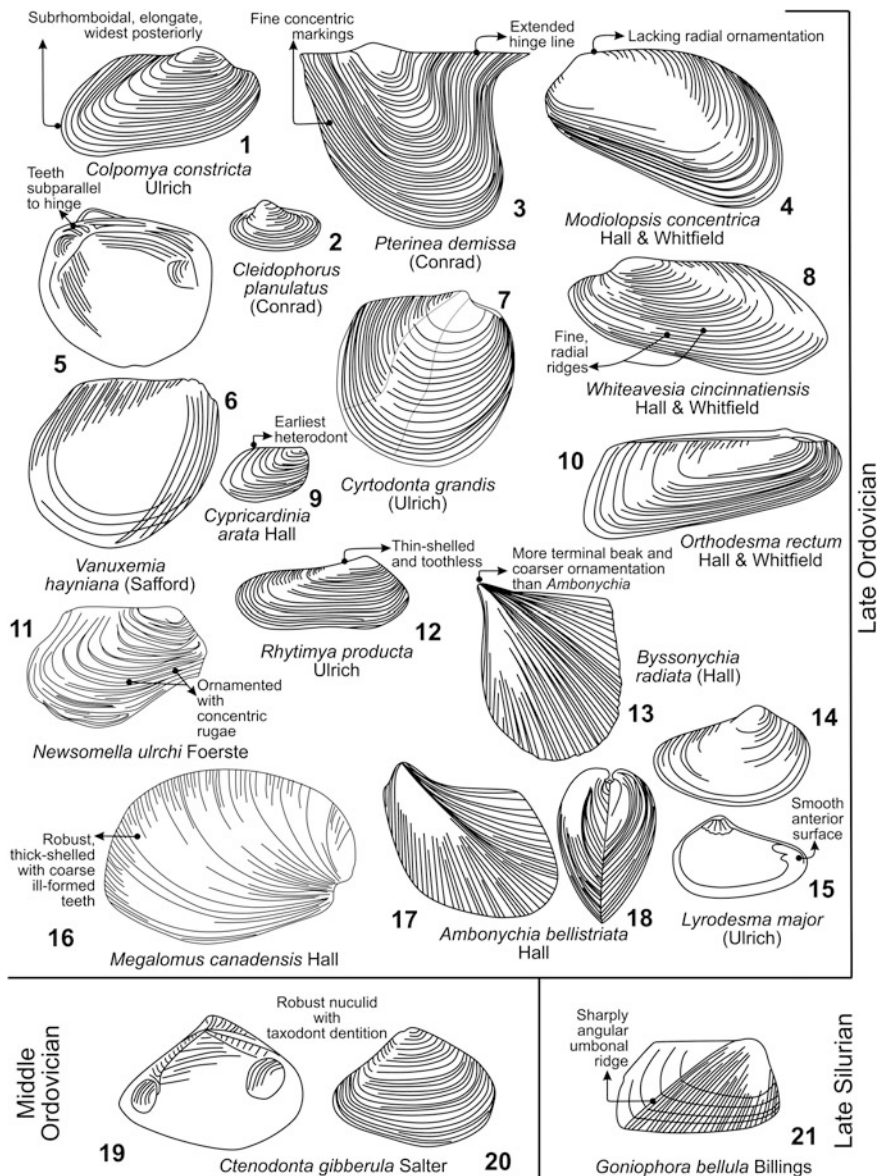 Subrhomboidal, elongate,
widest posteriorly
1
Colpomya constricta
Ulrich
Fine concentric
markings
Extended
hinge line
3
Pterinea demissa
(Conrad)
Lacking radial ornamentation
4
Modiolopsis concentrica
Hall & Whitfield
Teeth
subparallel
to hinge
5
2
Cleidophorus
planulatus
(Conrad)
6
Vanuxemia
hayniana (Safford)
7
Cyrtodonta grandis
(Ulrich)
8
Fine,
radial
ridges
Whiteavesia cincinnatiensis
Hall & Whitfield
Earliest
heterodont
9
Cypricardinia
arata Hall
10
Orthodesma rectum
Hall & Whitfield
11
Ornamented
with
concentric
rugae
Newsomella ulrchi Foerste
Thin-shelled
and toothless
12
Rhytimya producta
Ulrich
More terminal beak and
coarser ornamentation
than Ambonychia
Byssonychia
radiata (Hall)
13
14
Smooth
anterior
surface
15
Lyrodesma major
(Ulrich)
Robust,
thick-shelled
with coarse
ill-formed
teeth
16
Megalomus canadensis Hall
17
18
Ambonychia bellistriata
Hall
Late Ordovician
Middle
Ordovician
Robust nuculid
with
taxodont dentition
19
20
Ctenodonta gibberula Salter
Sharply
angular
umbonal
ridge
21
Goniophora bellula Billings
Late Silurian